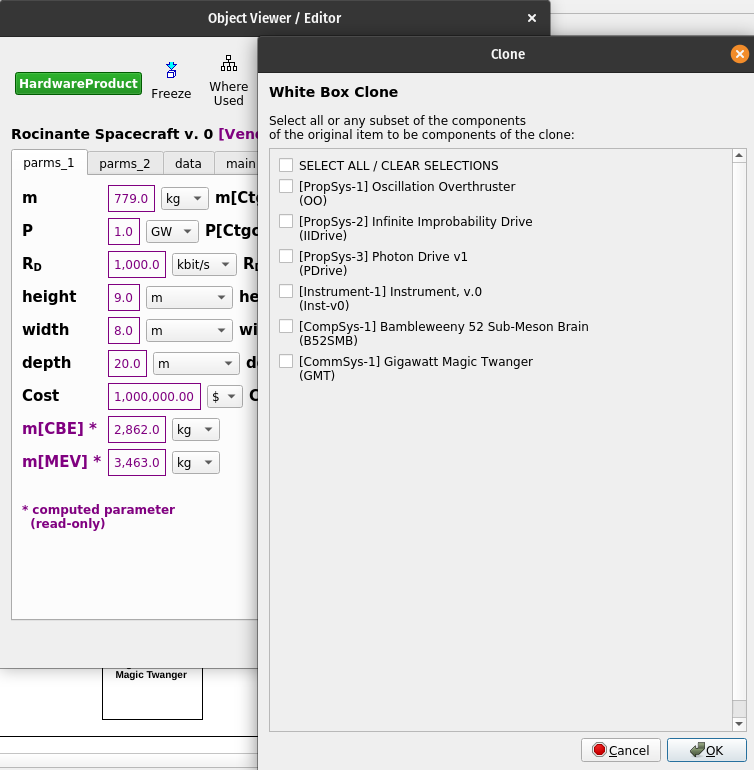 Object Viewer / Editor
×
Clone
HardwareProduct
Freeze
Where
Used
Rocinante Spacecraft v. 0 [Vend
parms_1
parms_2
data
main
m 779.0 kg m[Ctg
P 1.0 GW P[Ctgc
RD 1,000.0 kbit/s
height 9.0 m he
width 8.0 m wi
depth 20.0 m d
Cost 1,000,000.00 $ C
m[CBE] * 2,862.0 kg
m[MEV] * 3,463.0 kg
* computed parameter
(read-only)
Magic Twanger
White Box Clone
Select all or any subset of the components
of the original item to be components of the clone:
SELECT ALL / CLEAR SELECTIONS
[PropSys-1] Oscillation Overthruster
(OO)
[PropSys-2] Infinite Improbability Drive
(IIDrive)
[PropSys-3] Photon Drive v1
(PDrive)
[Instrument-1] Instrument, v.0
(Inst-v0)
[CompSys-1] Bambleweeny 52 Sub-Meson Brain
(B52SMB)
[CommSys-1] Gigawatt Magic Twanger
(GMT)
Cancel
OK